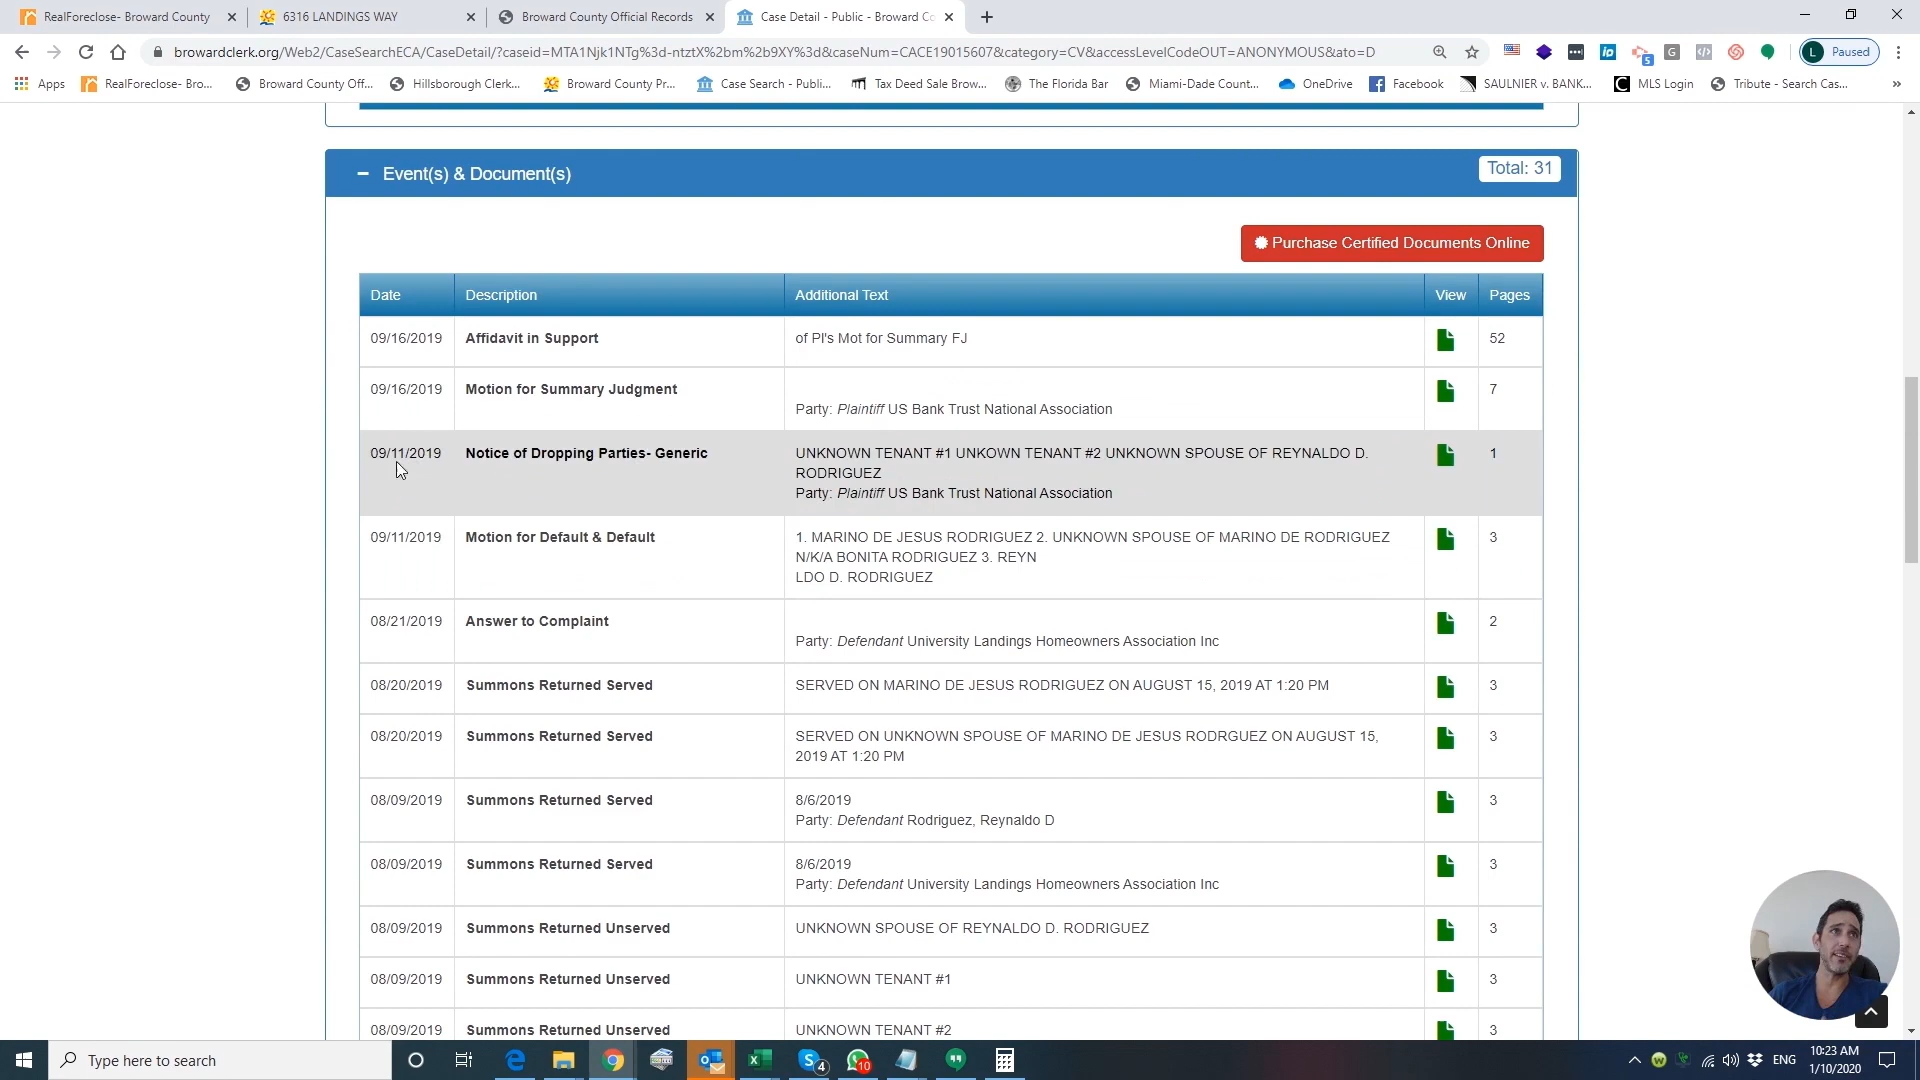 RealForeclose- Broward County
6316 LANDINGS WAY
Broward County Official Records
Case Detail - Public - Broward Co
browardclerk.org/Web2/CaseSearchECA/CaseDetail/?caseid=MTA1Njk1NTg%3d-ntztX%2bm%2b9XY%3d&caseNum=CACE19015607&category=CV&accessLevelCodeOUT=ANONYMOUS&ato=D
5
L Paused
Apps
RealForeclose- Bro...
Broward County Off...
Hillsborough Clerk...
Broward County Pr...
Case Search - Publi...
Tax Deed Sale Brow...
The Florida Bar
Miami-Dade Count...
OneDrive
Facebook
SAULNIER v. BANK...
MLS Login
Tribute - Search Cas...
Event(s) & Document(s)
Total: 31
Purchase Certified Documents Online
Date Description Additional Text View Pages
09/16/2019 Affidavit in Support of Pl's Mot for Summary FJ 52
09/16/2019 Motion for Summary Judgment 7
Party: Plaintiff US Bank Trust National Association
09/11/2019 Notice of Dropping Parties- Generic UNKNOWN TENANT #1 UNKOWN TENANT #2 UNKNOWN SPOUSE OF REYNALDO D. 1
RODRIGUEZ
Party: Plaintiff US Bank Trust National Association
09/11/2019 Motion for Default & Default 1. MARINO DE JESUS RODRIGUEZ 2. UNKNOWN SPOUSE OF MARINO DE RODRIGUEZ 3
N/K/A BONITA RODRIGUEZ 3. REYN
LDO D. RODRIGUEZ
08/21/2019 Answer to Complaint 2
Party: Defendant University Landings Homeowners Association Inc
08/20/2019 Summons Returned Served SERVED ON MARINO DE JESUS RODRIGUEZ ON AUGUST 15, 2019 AT 1:20 PM 3
08/20/2019 Summons Returned Served SERVED ON UNKNOWN SPOUSE OF MARINO DE JESUS RODRGUEZ ON AUGUST 15, 3
2019 AT 1:20 PM
08/09/2019 Summons Returned Served 8/6/2019 3
Party: Defendant Rodriguez, Reynaldo D
08/09/2019 Summons Returned Served 8/6/2019 3
Party: Defendant University Landings Homeowners Association Inc
08/09/2019 Summons Returned Unserved UNKNOWN SPOUSE OF REYNALDO D. RODRIGUEZ 3
08/09/2019 Summons Returned Unserved UNKNOWN TENANT #1 3
08/09/2019 Summons Returned Unserved UNKNOWN TENANT #2 3
Type here to search
4
10
ENG
10:23 AM
1/10/2020